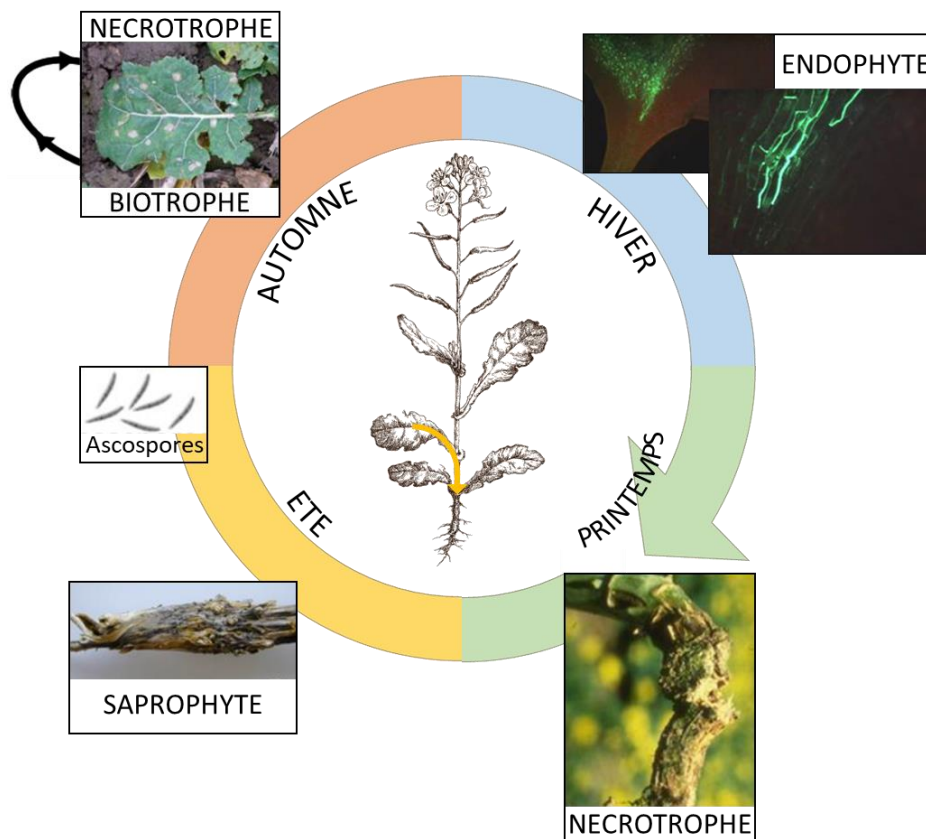 NECROTROPHE
BIOTROPHE
ENDOPHYTE
AUTOMNE
HIVER
Ascospores
ETE
PRINTEMPS
SAPROPHYTE
NECROTROPHE